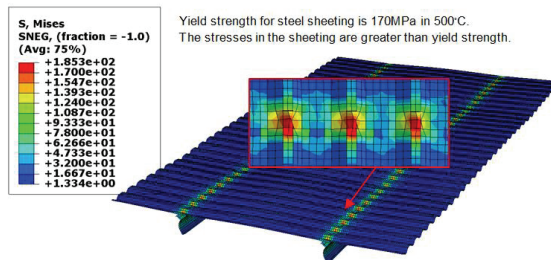 S, Mises
SNEG, (fraction = -1.0)
(Avg: 75%)
+1.853e+02
+1.700e+02
+1.547e+02
+1.393e+02
+1.240e+02
+1.087e+02
+9.333e+01
+7.800e+01
+6.266e+01
+4.733e+01
+3.200e+01
+1.667e+01
+1.334e+00
Yield strength for steel sheeting is 170MPa in 500°C.
The stresses in the sheeting are greater than yield strength.